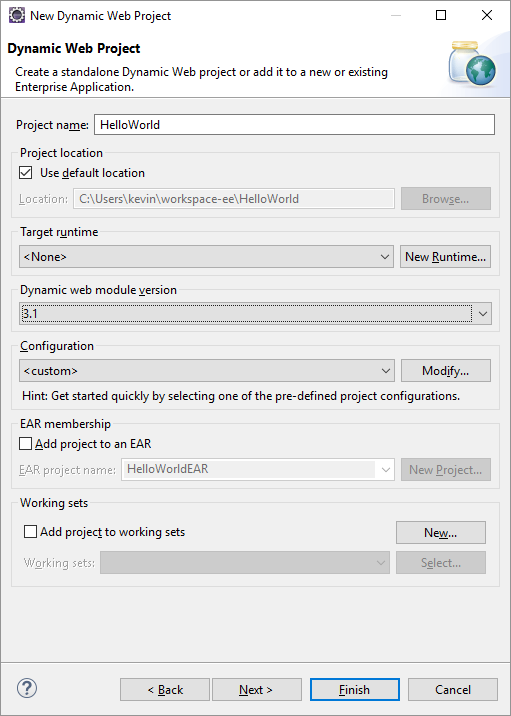 New Dynamic Web Project
Dynamic Web Project
Create a standalone Dynamic Web project or add it to a new or existing
Enterprise Application.
Project name: HelloWorld
Project location
Use default location
Location: C:\Users\kevin\workspace-ee\HelloWorld Browse...
Target runtime
<None> New Runtime...
Dynamic web module version
3.1
Configuration
<custom> Modify...
Hint: Get started quickly by selecting one of the pre-defined project configurations.
EAR membership
Add project to an EAR
EAR project name: HelloWorldEAR New Project...
Working sets
Add project to working sets New...
Working sets: Select...
? < Back Next > Finish Cancel